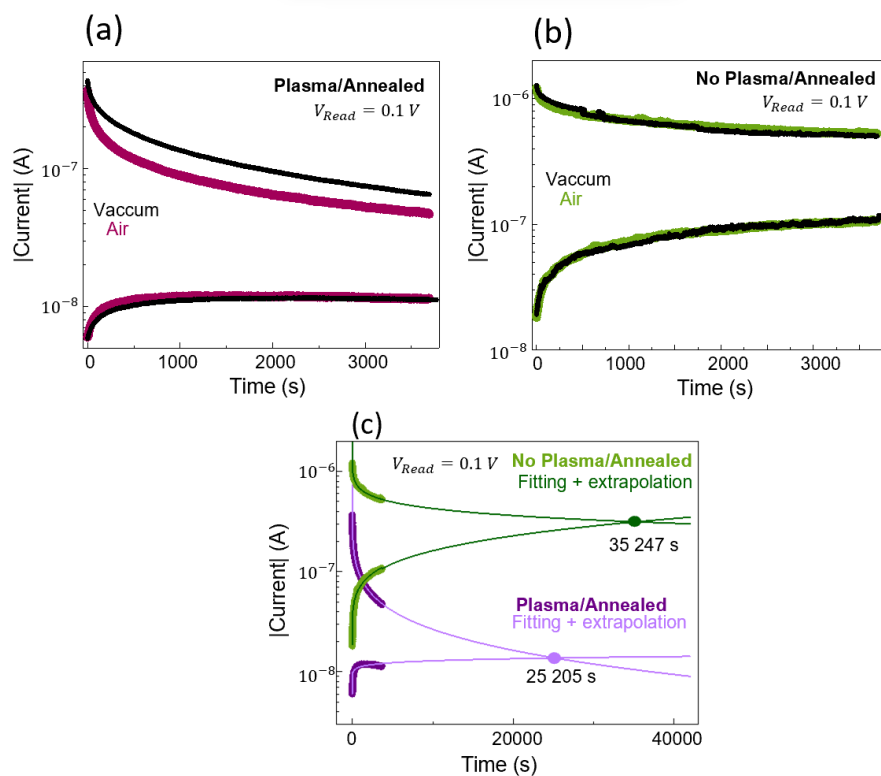 (a)
Plasma/Annealed
V_Read = 0.1 V
|Current| (A)
10⁻⁷
10⁻⁸
Vaccum
Air
0
1000
2000
3000
Time (s)
(b)
No Plasma/Annealed
V_Read = 0.1 V
|Current| (A)
10⁻⁶
10⁻⁷
10⁻⁸
Vaccum
Air
0
1000
2000
3000
Time (s)
(c)
V_Read = 0.1 V
No Plasma/Annealed
Fitting + extrapolation
|Current| (A)
10⁻⁶
10⁻⁷
10⁻⁸
35 247 s
Plasma/Annealed
Fitting + extrapolation
25 205 s
0
20000
40000
Time (s)